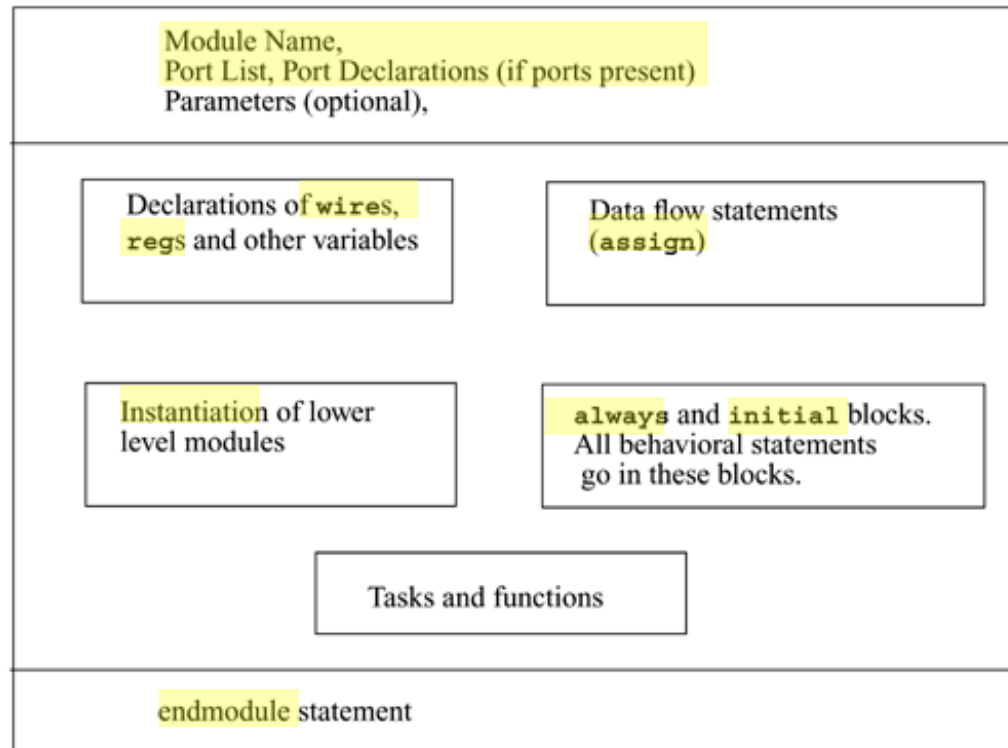 Module Name,
Port List, Port Declarations (if ports present)
Parameters (optional),
Declarations of wires,
regs and other variables
Data flow statements
(assign)
Instantiation of lower
level modules
always and initial blocks.
All behavioral statements
go in these blocks.
Tasks and functions
endmodule statement